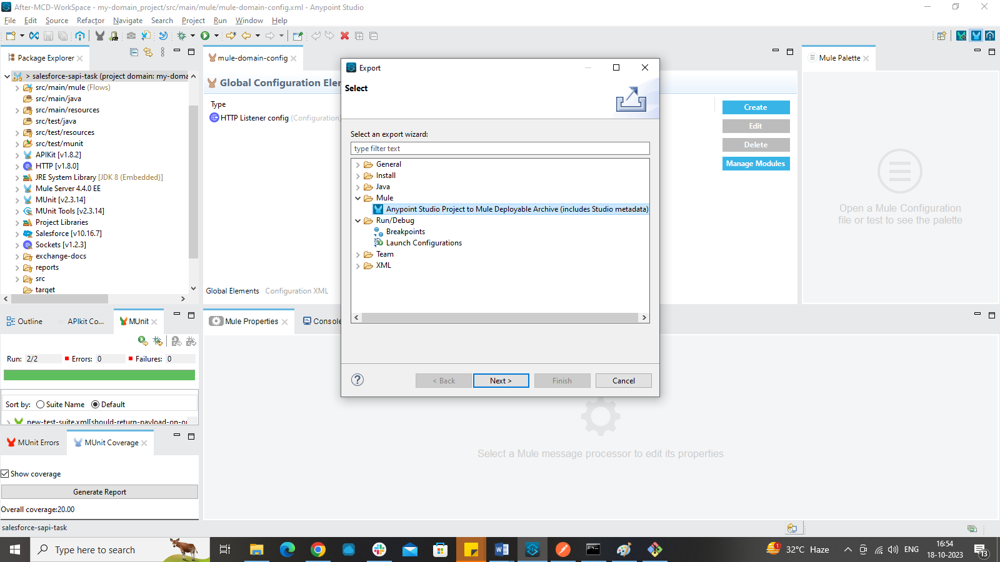 After-MCD-WorkSpace - my-domain_project/src/main/mule/mule-domain-config.xml - Anypoint Studio
File Edit Source Refactor Navigate Search Project Run Window Help
Package Explorer
> salesforce-sapi-task (project domain: my-doma
src/main/mule (Flows)
src/main/java
src/main/resources
src/test/java
src/test/resources
src/test/munit
APIKit [v1.8.2]
HTTP [v1.8.0]
JRE System Library [JDK 8 (Embedded)]
Mule Server 4.4.0 EE
MUnit [v2.3.14]
MUnit Tools [v2.3.14]
Project Libraries
Salesforce [v10.16.7]
Sockets [v1.2.3]
exchange-docs
reports
src
target
mule-domain-config
Global Configuration Eler
Type
HTTP Listener config (Configuration)
Global Elements Configuration XML
Create
Edit
Delete
Manage Modules
Mule Palette
Open a Mule Configuration
file or test to see the palette
Export
Select
Select an export wizard:
type filter text
General
Install
Java
Mule
Anypoint Studio Project to Mule Deployable Archive (includes Studio metadata)
Run/Debug
Breakpoints
Launch Configurations
Team
XML
?
< Back
Next >
Finish
Cancel
Outline
APIkit Co...
MUnit
Run: 2/2 Errors: 0 Failures: 0
Sort by: Suite Name Default
new-test-suite.xml[should-return-payload-on-or
MUnit Errors
MUnit Coverage
Show coverage
Generate Report
Overall coverage:20.00
Mule Properties
Console
Select a Mule message processor to edit its properties
salesforce-sapi-task
Type here to search
1
32°C Haze
ENG
16:54
18-10-2023
13